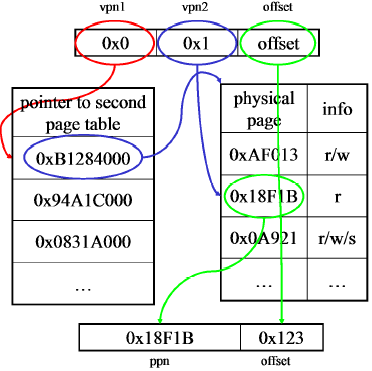 vpn1 vpn2 offset
0x0 0x1 offset
pointer to second
page table
0xB1284000
0x94A1C000
0x0831A000
...
physical
page info
0xAF013 r/w
0x18F1B r
0x0A921 r/w/s
... ...
0x18F1B 0x123
ppn offset